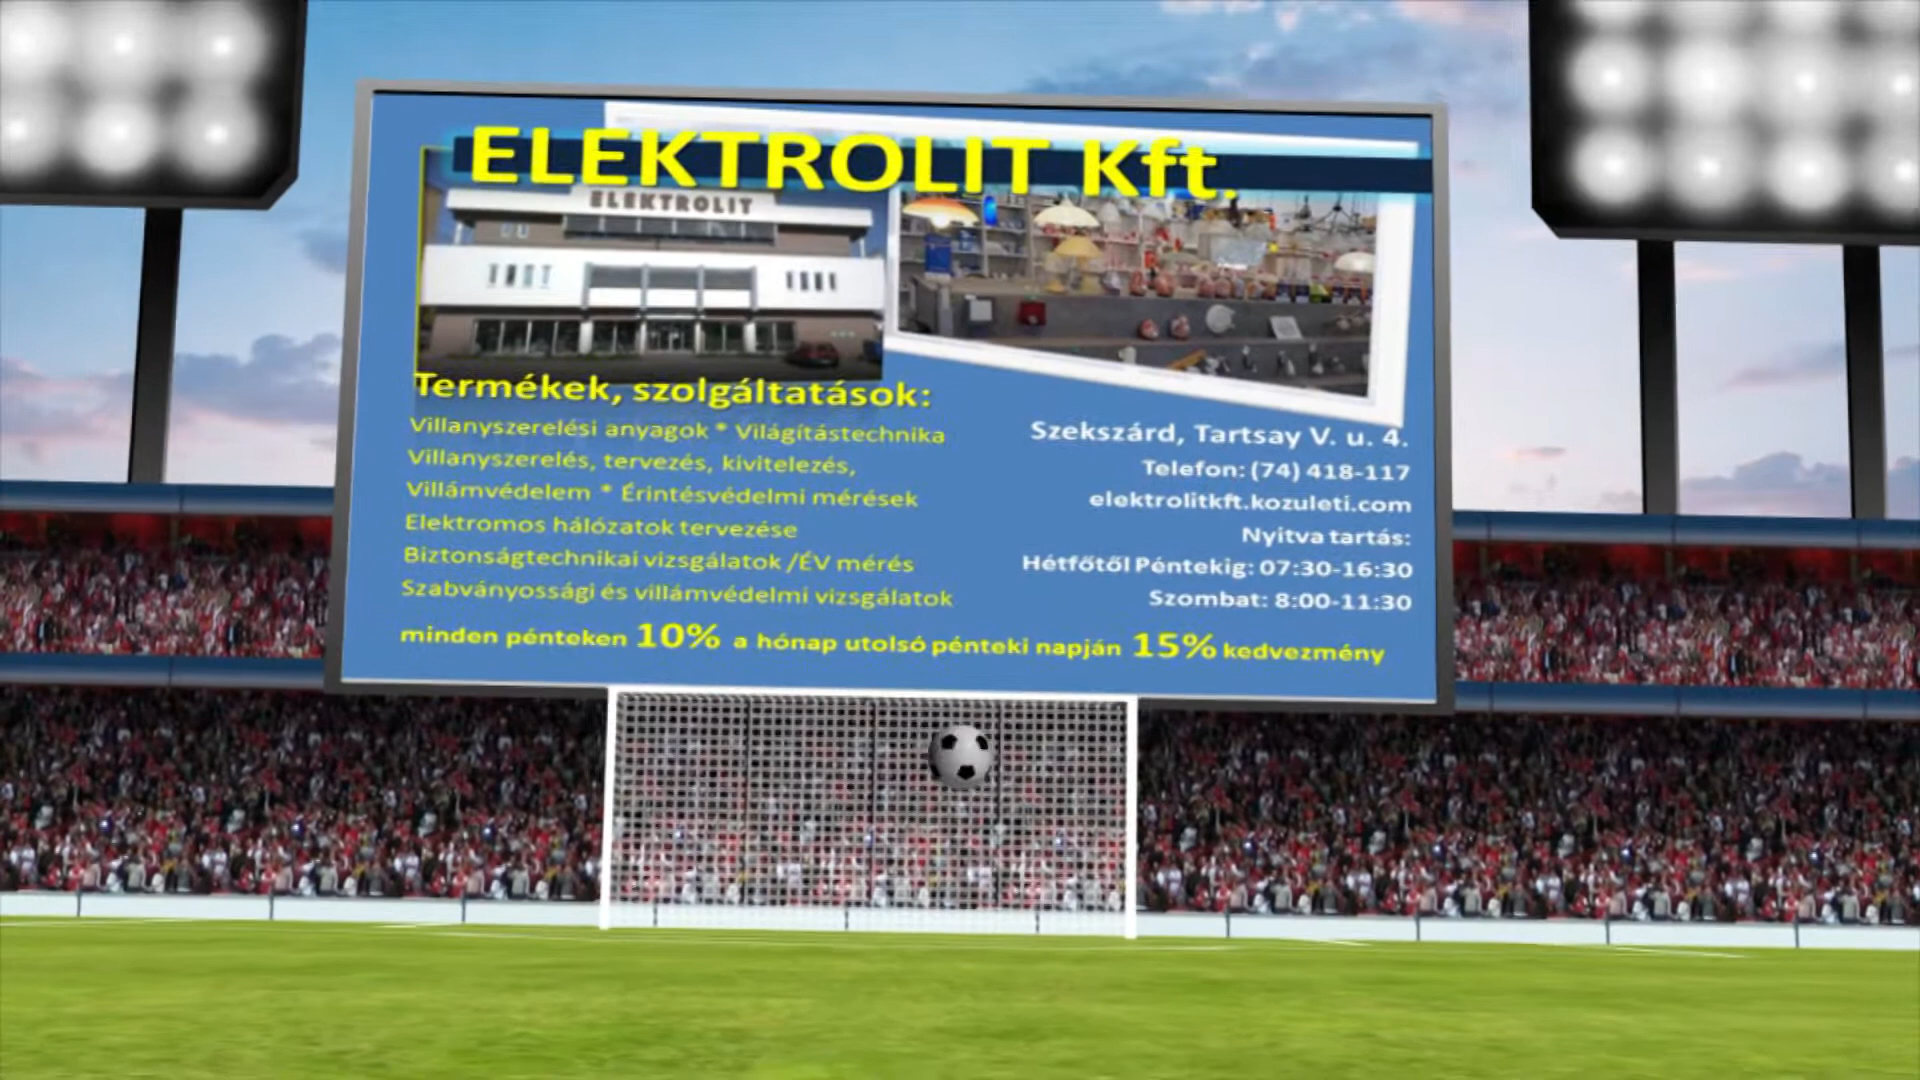 ELEKTROLIT Kft.
ELEKTROLIT
Termékek, szolgáltatások:
Villanyszerelési anyagok * Világítástechnika
Villanyszerelés, tervezés, kivitelezés,
Villámvédelem * Érintésvédelmi mérések
Elektromos hálózatok tervezése
Biztonságtechnikai vizsgálatok /ÉV mérés
Szabványossági és villámvédelmi vizsgálatok
Szekszárd, Tartsay V. u. 4.
Telefon: (74) 418-117
elektrolitkft.kozuleti.com
Nyitva tartás:
Hétfőtől Péntekig: 07:30-16:30
Szombat: 8:00-11:30
minden pénteken 10% a hónap utolsó pénteki napján 15% kedvezmény